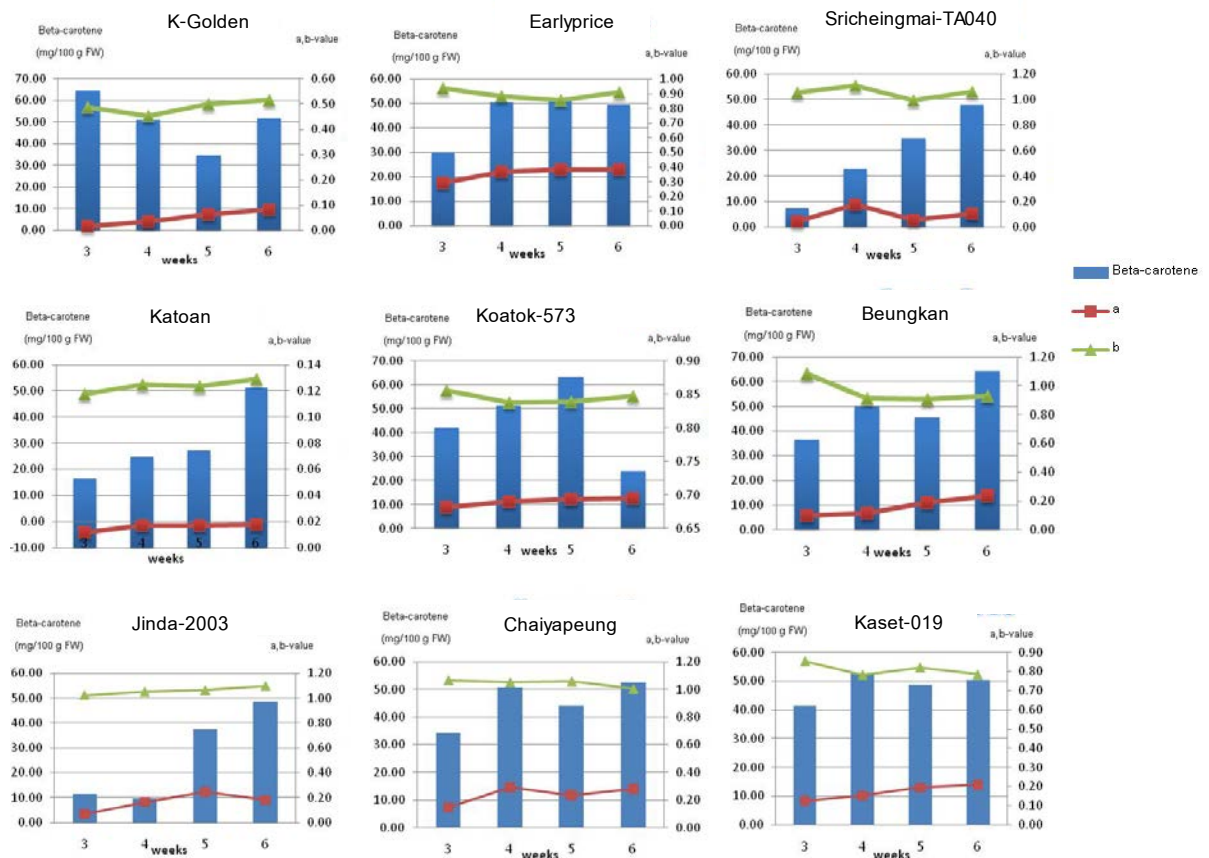 K-Golden
Beta-carotene
(mg/100 g FW)
a,b-value
70.00
60.00
50.00
40.00
30.00
20.00
10.00
0.00
0.60
0.50
0.40
0.30
0.20
0.10
0.00
3 4 5 6
weeks
Earlyprice
Beta-carotene
(mg/100 g FW)
a,b-value
60.00
50.00
40.00
30.00
20.00
10.00
0.00
1.00
0.90
0.80
0.70
0.60
0.50
0.40
0.30
0.20
0.10
0.00
3 4 5 6
weeks
Sricheingmai-TA040
Beta-carotene
(mg/100 g FW)
a,b-value
60.00
50.00
40.00
30.00
20.00
10.00
0.00
1.20
1.00
0.80
0.60
0.40
0.20
0.00
3 4 5 6
weeks
Beta-carotene
a
b
Katoan
Beta-carotene
(mg/100 g FW)
a,b-value
60.00
50.00
40.00
30.00
20.00
10.00
0.00
-10.00
0.14
0.12
0.10
0.08
0.06
0.04
0.02
0.00
3 4 5 6
weeks
Koatok-573
Beta-carotene
(mg/100 g FW)
a,b-value
70.00
60.00
50.00
40.00
30.00
20.00
10.00
0.00
0.90
0.85
0.80
0.75
0.70
0.65
3 4 5 6
weeks
Beungkan
Beta-carotene
(mg/100 g FW)
a,b-value
70.00
60.00
50.00
40.00
30.00
20.00
10.00
0.00
1.20
1.00
0.80
0.60
0.40
0.20
0.00
3 4 weeks 5 6
Jinda-2003
Beta-carotene
(mg/100 g FW)
a,b-value
60.00
50.00
40.00
30.00
20.00
10.00
0.00
1.20
1.00
0.80
0.60
0.40
0.20
0.00
3 4 weeks 5 6
Chaiyapeung
Beta-carotene
(mg/100 g FW)
a,b-value
60.00
50.00
40.00
30.00
20.00
10.00
0.00
1.20
1.00
0.80
0.60
0.40
0.20
0.00
3 4 weeks 5 6
Kaset-019
Beta-carotene
(mg/100 g FW)
a,b-value
60.00
50.00
40.00
30.00
20.00
10.00
0.00
0.90
0.80
0.70
0.60
0.50
0.40
0.30
0.20
0.10
0.00
3 4 weeks 5 6